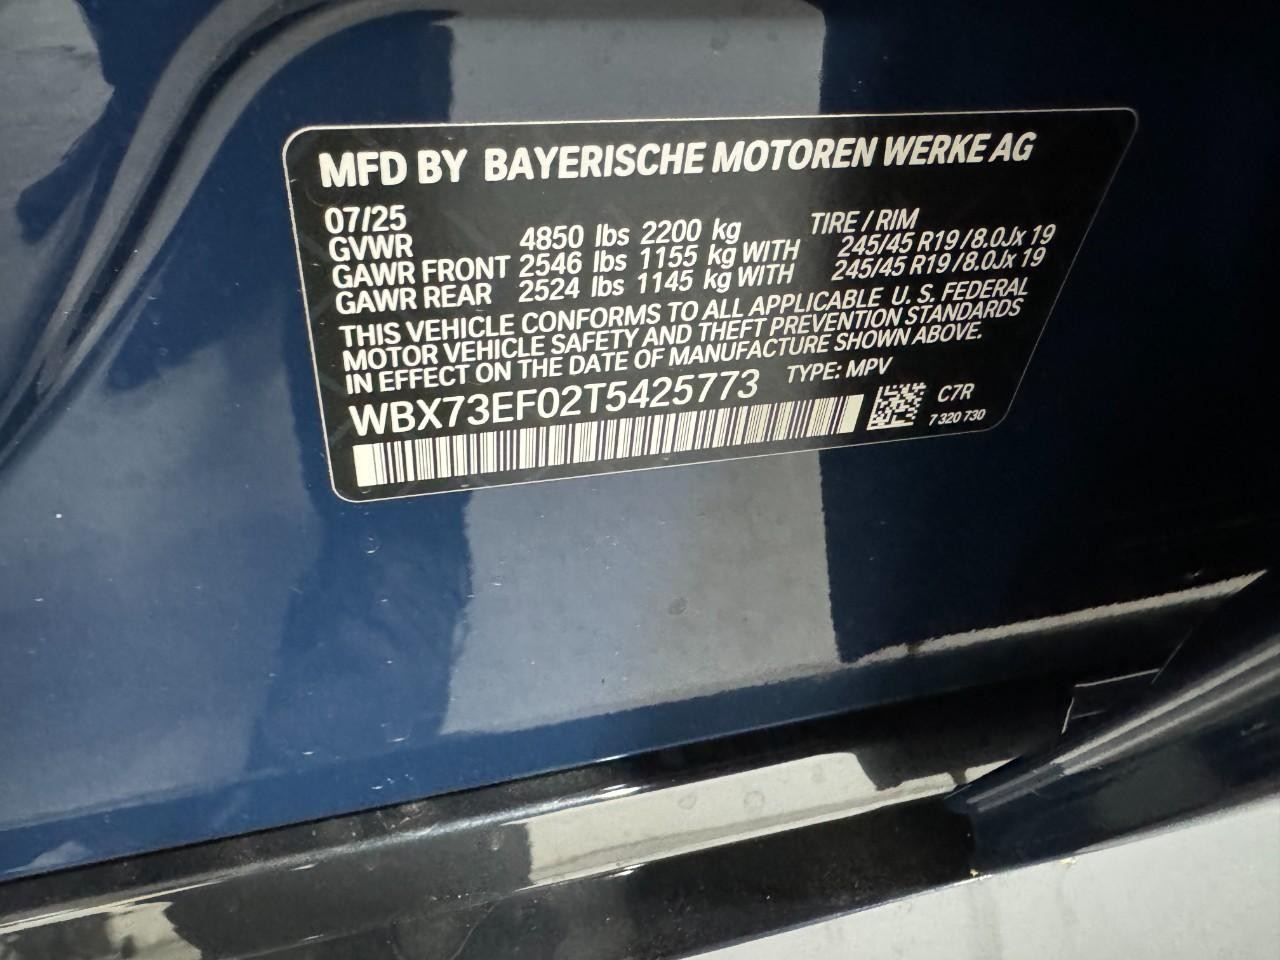 MFD BY BAYERISCHE MOTOREN WERKE AG
07/25
GVWR 4850 lbs 2200 kg TIRE / RIM
GAWR FRONT 2546 lbs 1155 kg WITH 245/45 R19 / 8.0Jx 19
GAWR REAR 2524 lbs 1145 kg WITH 245/45 R19 / 8.0Jx 19
THIS VEHICLE CONFORMS TO ALL APPLICABLE U. S. FEDERAL
MOTOR VEHICLE SAFETY AND THEFT PREVENTION STANDARDS
IN EFFECT ON THE DATE OF MANUFACTURE SHOWN ABOVE.
WBX73EF02T5425773 TYPE: MPV
C7R
7 320 730